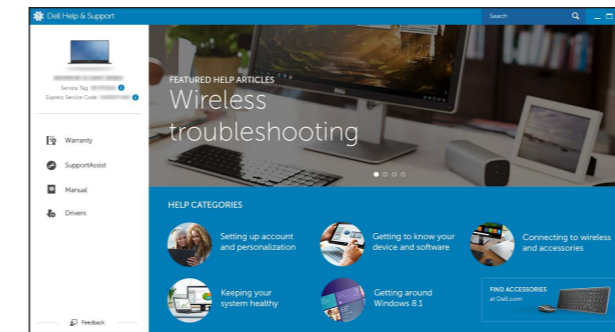 Dell Help & Support
Search
Service Tag
Express Service Code
Warranty
SupportAssist
Manual
Drivers
Feedback
FEATURED HELP ARTICLES
Wireless
troubleshooting
HELP CATEGORIES
Setting up account
and personalization
Getting to know your
device and software
Connecting to wireless
and accessories
Keeping your
system healthy
Getting around
Windows 8.1
FIND ACCESSORIES
at Dell.com